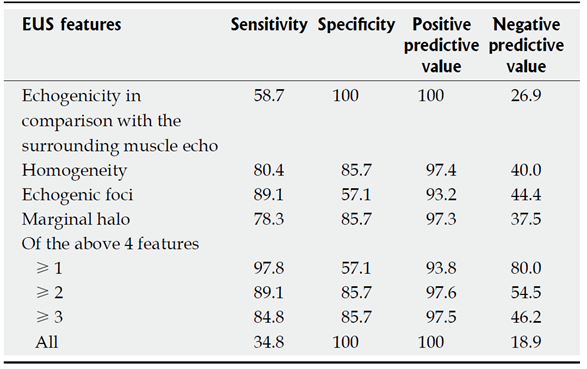 EUS features Sensitivity Specificity Positive Negative
predictive predictive
value value
Echogenicity in 58.7 100 100 26.9
comparison with the
surrounding muscle echo
Homogeneity 80.4 85.7 97.4 40.0
Echogenic foci 89.1 57.1 93.2 44.4
Marginal halo 78.3 85.7 97.3 37.5
Of the above 4 features
⩾ 1 97.8 57.1 93.8 80.0
⩾ 2 89.1 85.7 97.6 54.5
⩾ 3 84.8 85.7 97.5 46.2
All 34.8 100 100 18.9